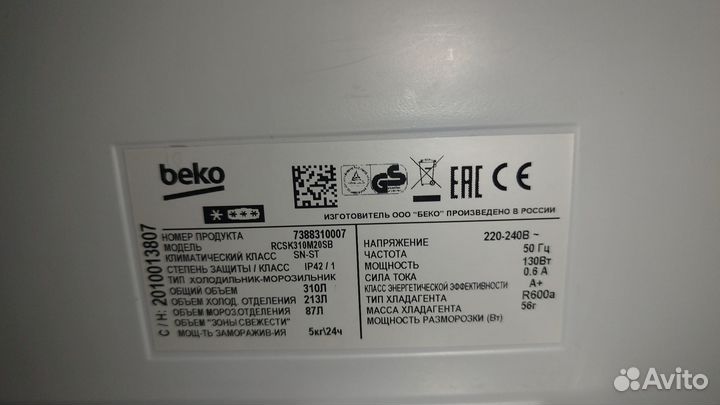 beko
GS
EAC CE
ИЗГОТОВИТЕЛЬ ООО "БЕКО" ПРОИЗВЕДЕНО В РОССИИ
С / Н: 2010013807
НОМЕР ПРОДУКТА 7388310007
МОДЕЛЬ RCSK310M20SB
КЛИМАТИЧЕСКИЙ КЛАСС SN-ST
СТЕПЕНЬ ЗАЩИТЫ / КЛАСС IP42 / 1
ТИП ХОЛОДИЛЬНИК-МОРОЗИЛЬНИК
ОБЩИЙ ОБЪЕМ 310Л
ОБЪЕМ ХОЛОД. ОТДЕЛЕНИЯ 213Л
ОБЪЕМ МОРОЗ.ОТДЕЛЕНИЯ 87Л
ОБЪЕМ "ЗОНЫ СВЕЖЕСТИ"
МОЩ-ТЬ ЗАМОРАЖИВ-ИЯ 5кг\24ч
НАПРЯЖЕНИЕ 220-240В ~
ЧАСТОТА 50 Гц
МОЩНОСТЬ 130Вт
СИЛА ТОКА 0.6 А
КЛАСС ЭНЕРГЕТИЧЕСКОЙ ЭФФЕКТИВНОСТИ А+
ТИП ХЛАДАГЕНТА R600a
МАССА ХЛАДАГЕНТА 56г
МОЩНОСТЬ РАЗМОРОЗКИ (Вт)
Avito